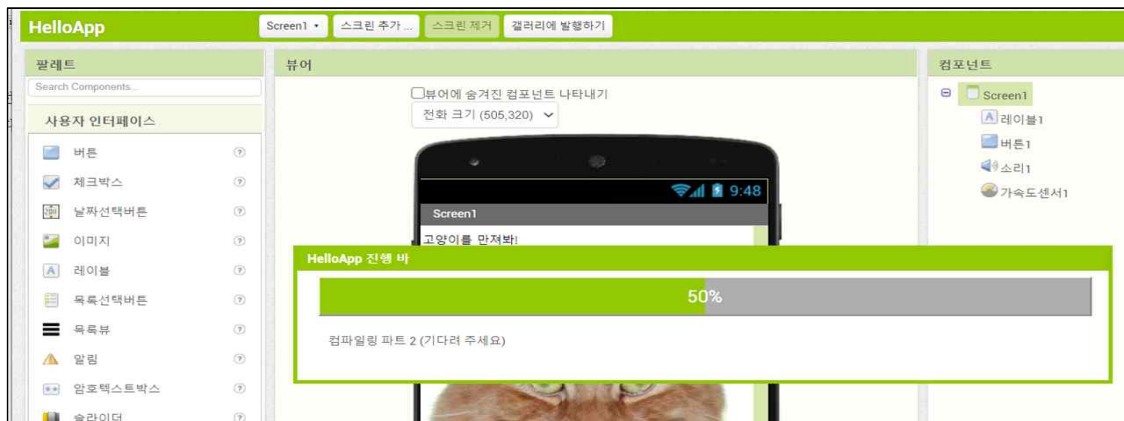 HelloApp
Screen1
스크린 추가 ...
스크린 제거
갤러리에 발행하기
팔레트
Search Components...
사용자 인터페이스
버튼
체크박스
날짜선택버튼
이미지
레이블
목록선택버튼
목록뷰
알림
암호텍스트박스
슬라이더
뷰어
뷰어에 숨겨진 컴포넌트 나타내기
전화 크기 (505,320)
9:48
Screen1
고양이를 만져봐!
HelloApp 진행 바
50%
컴파일링 파트 2 (기다려 주세요)
컴포넌트
Screen1
레이블1
버튼1
소리1
가속도센서1